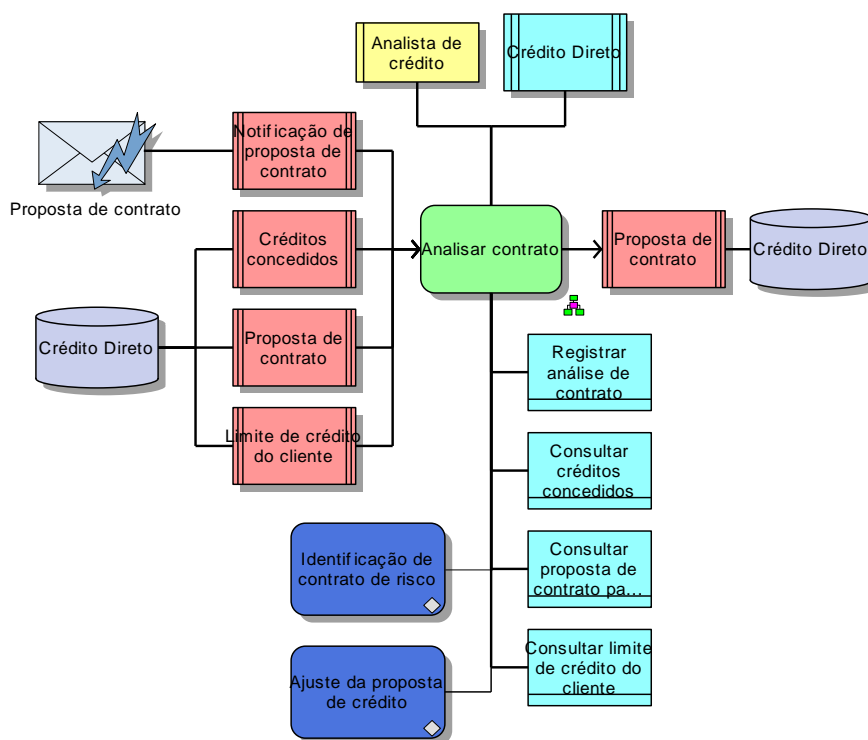 Analista de
crédito
Crédito Direto
Notificação de
proposta de
contrato
Proposta de contrato
Créditos
concedidos
Analisar contrato
Proposta de
contrato
Crédito Direto
Crédito Direto
Proposta de
contrato
Registrar
análise de
contrato
Limite de crédito
do cliente
Consultar
créditos
concedidos
Identificação de
contrato de risco
Consultar
proposta de
contrato pa...
Ajuste da proposta
de crédito
Consultar limite
de crédito do
cliente